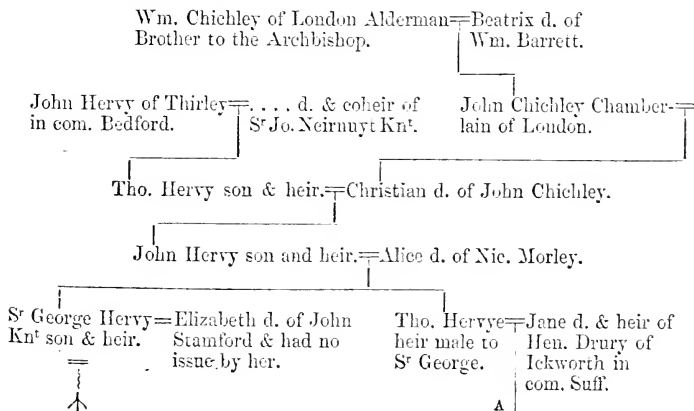 Wm. Chichley of London Alderman=Beatrix d. of
Brother to the Archbishop. Wm. Barrett.
John Hervy of Thirley=. . . . d. & coheir of John Chichley Chamber-=
in com. Bedford. Sr Jo. Neirnuyt Knt. lain of London.
Tho. Hervy son & heir.=Christian d. of John Chichley.
John Hervy son and heir.=Alice d. of Nic. Morley.
Sr George Hervy=Elizabeth d. of John Tho. Hervye=Jane d. & heir of
Knt son & heir. Stamford & had no heir male to Hen. Drury of
issue by her. Sr George. Ickworth in
com. Suff.
A